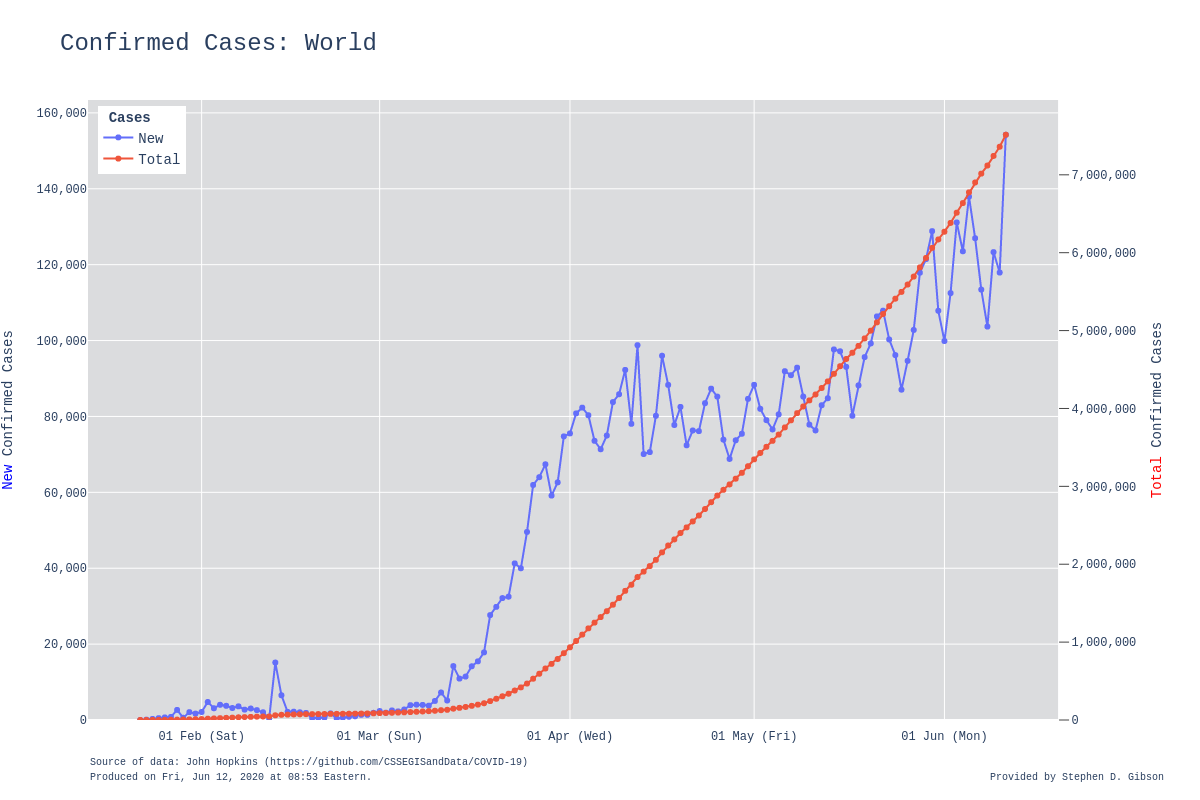 Confirmed Cases: World
Cases
New
Total
160,000
140,000
120,000
100,000
80,000
60,000
40,000
20,000
0
New Confirmed Cases
7,000,000
6,000,000
5,000,000
4,000,000
3,000,000
2,000,000
1,000,000
0
Total Confirmed Cases
01 Feb (Sat) 01 Mar (Sun) 01 Apr (Wed) 01 May (Fri) 01 Jun (Mon)
Source of data: John Hopkins (https://github.com/CSSEGISandData/COVID-19)
Produced on Fri, Jun 12, 2020 at 08:53 Eastern.
Provided by Stephen D. Gibson